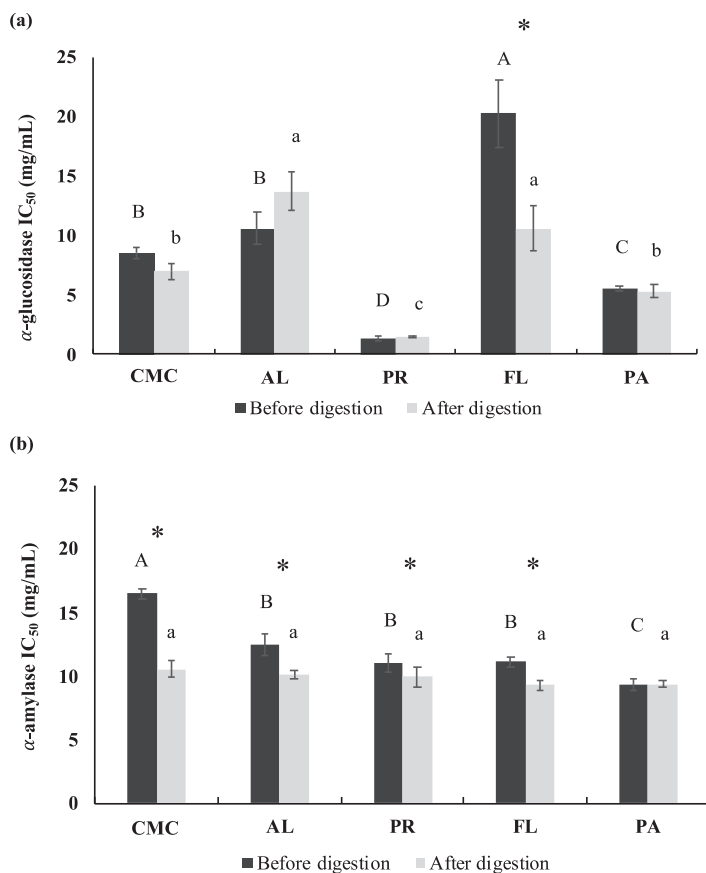 (a)
α-glucosidase IC₅₀ (mg/mL)
25
20
15
10
5
0
B
b
B
a
D
c
A
*
a
C
b
CMC AL PR FL PA
Before digestion After digestion
(b)
α-amylase IC₅₀ (mg/mL)
25
20
15
10
5
0
*
A
a
*
B
a
*
B
a
*
B
a
C
a
CMC AL PR FL PA
Before digestion After digestion